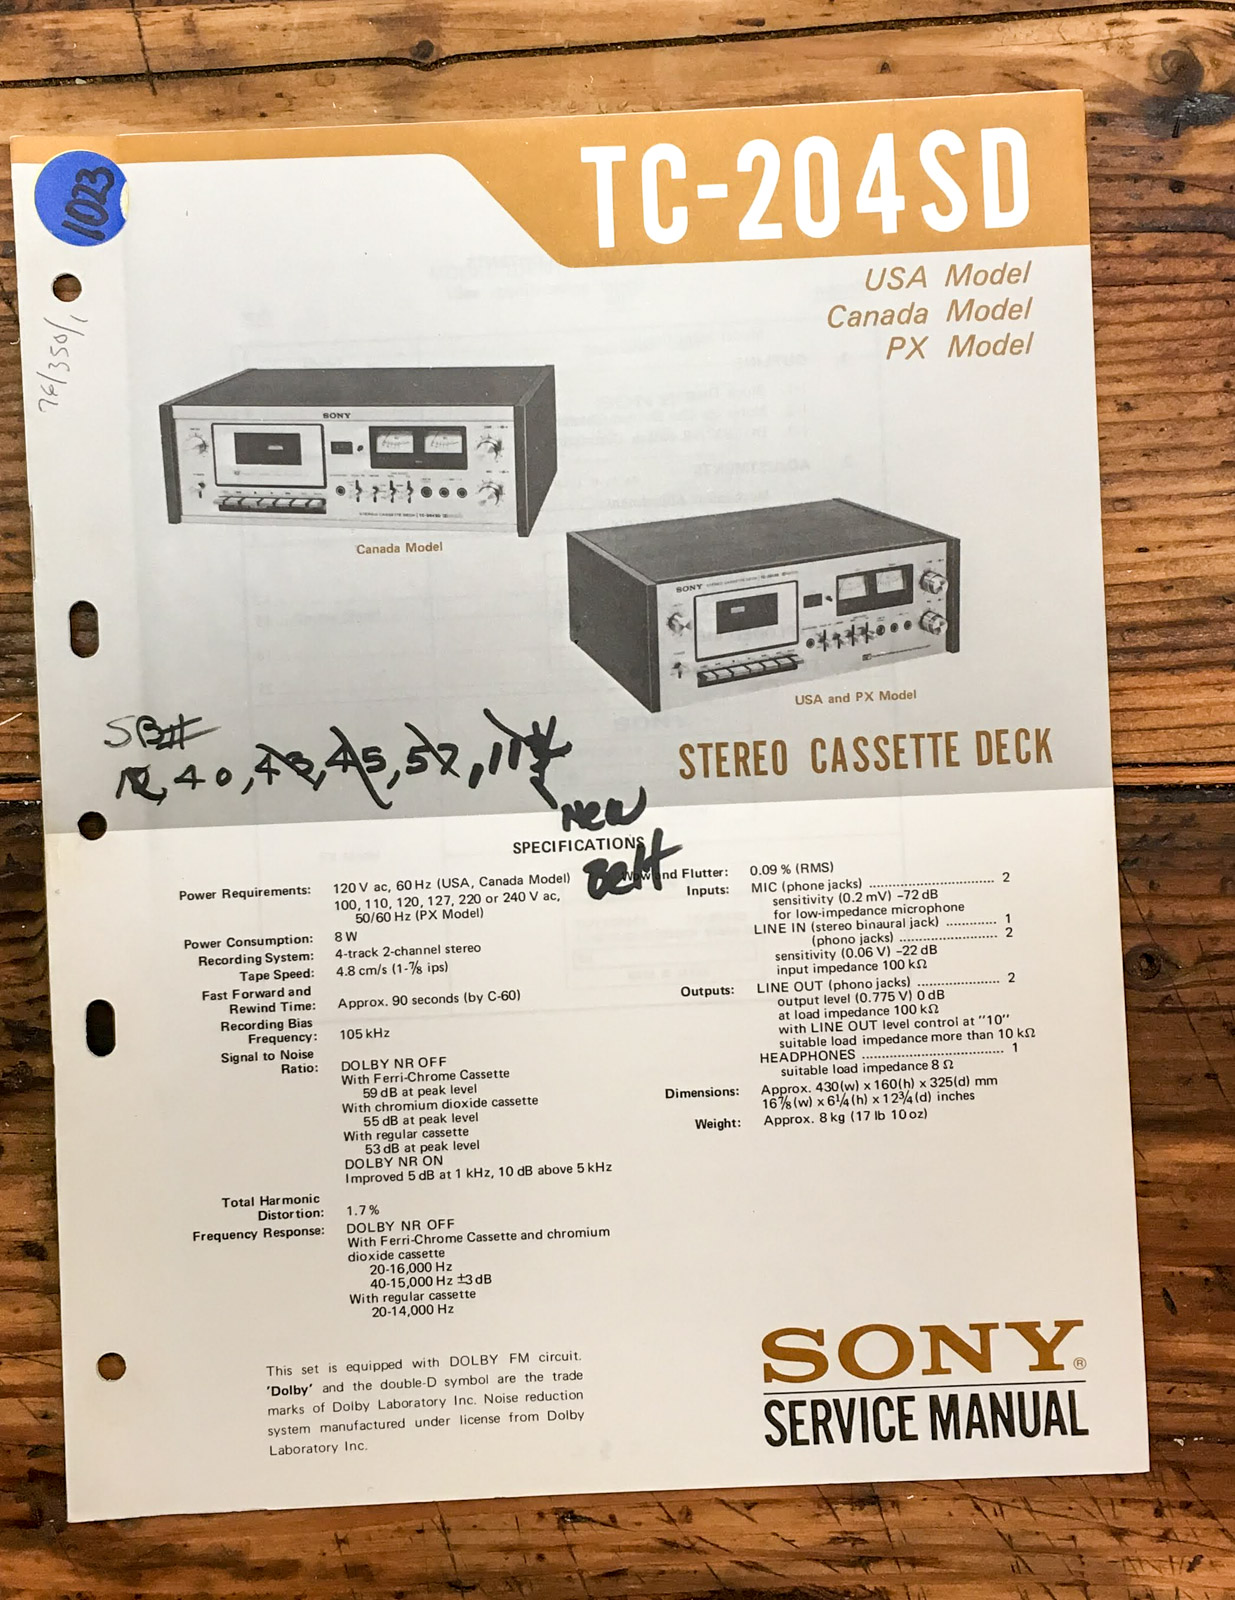 TC-204SD
1023
USA Model
Canada Model
PX Model
76/350/1
SONY
Canada Model
SONY
USA and PX Model
SB#
12, 40, 43, 45, 57, 114
New
Belt
STEREO CASSETTE DECK
SPECIFICATIONS
Power Requirements: 120 V ac, 60 Hz (USA, Canada Model)
100, 110, 120, 127, 220 or 240 V ac,
50/60 Hz (PX Model)
Power Consumption: 8 W
Recording System: 4-track 2-channel stereo
Tape Speed: 4.8 cm/s (1-⅞ ips)
Fast Forward and
Rewind Time: Approx. 90 seconds (by C-60)
Recording Bias
Frequency: 105 kHz
Signal to Noise
Ratio: DOLBY NR OFF
With Ferri-Chrome Cassette
59 dB at peak level
With chromium dioxide cassette
55 dB at peak level
With regular cassette
53 dB at peak level
DOLBY NR ON
Improved 5 dB at 1 kHz, 10 dB above 5 kHz
Total Harmonic
Distortion: 1.7 %
Frequency Response: DOLBY NR OFF
With Ferri-Chrome Cassette and chromium
dioxide cassette
20-16,000 Hz
40-15,000 Hz ±3 dB
With regular cassette
20-14,000 Hz
Wow and Flutter: 0.09 % (RMS)
Inputs: MIC (phone jacks) ................................ 2
sensitivity (0.2 mV) –72 dB
for low-impedance microphone
LINE IN (stereo binaural jack) ............. 1
(phono jacks) ......................... 2
sensitivity (0.06 V) –22 dB
input impedance 100 kΩ
Outputs: LINE OUT (phono jacks) ..................... 2
output level (0.775 V) 0 dB
at load impedance 100 kΩ
with LINE OUT level control at "10"
suitable load impedance more than 10 kΩ
HEADPHONES .................................... 1
suitable load impedance 8 Ω
Dimensions: Approx. 430(w) x 160(h) x 325(d) mm
16⅞(w) x 6¼(h) x 12¾(d) inches
Weight: Approx. 8 kg (17 lb 10 oz)
This set is equipped with DOLBY FM circuit.
'Dolby' and the double-D symbol are the trade
marks of Dolby Laboratory Inc. Noise reduction
system manufactured under license from Dolby
Laboratory Inc.
SONY®
SERVICE MANUAL